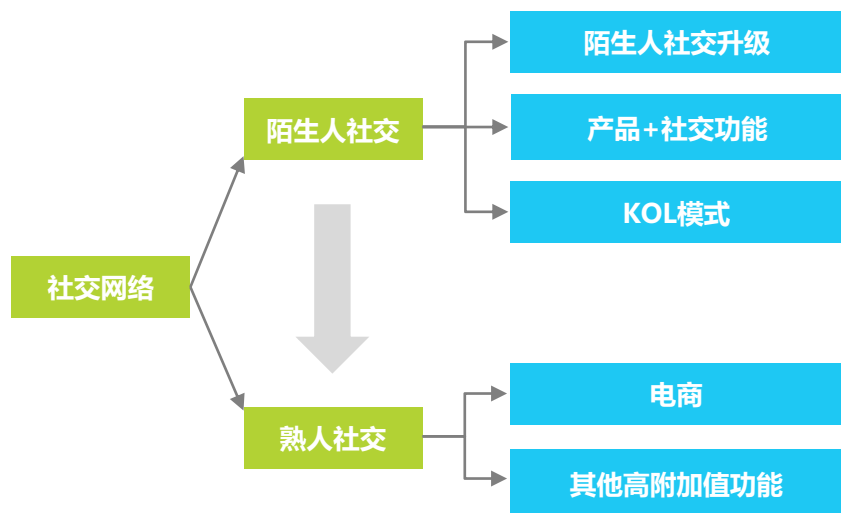 陌生人社交升级
陌生人社交
产品+社交功能
KOL模式
社交网络
电商
熟人社交
其他高附加值功能